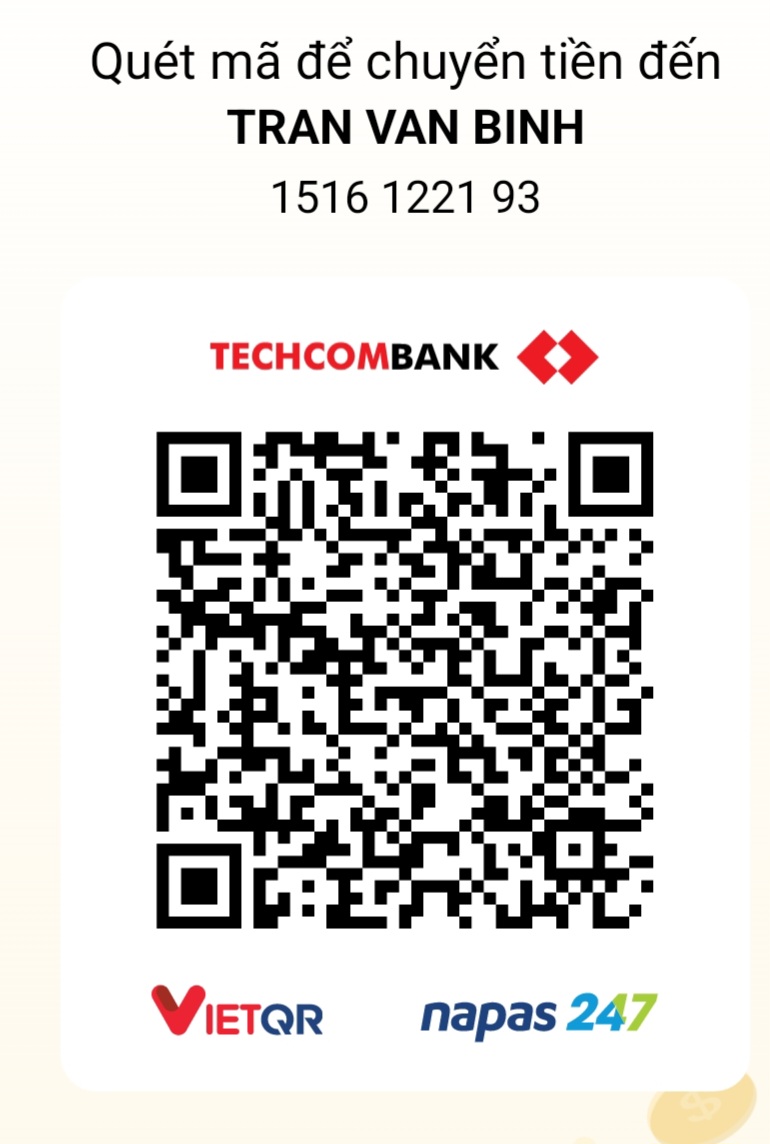 Quét mã để chuyển tiền đến
TRAN VAN BINH
1516 1221 93
TECHCOMBANK
VIETQR
napas 247